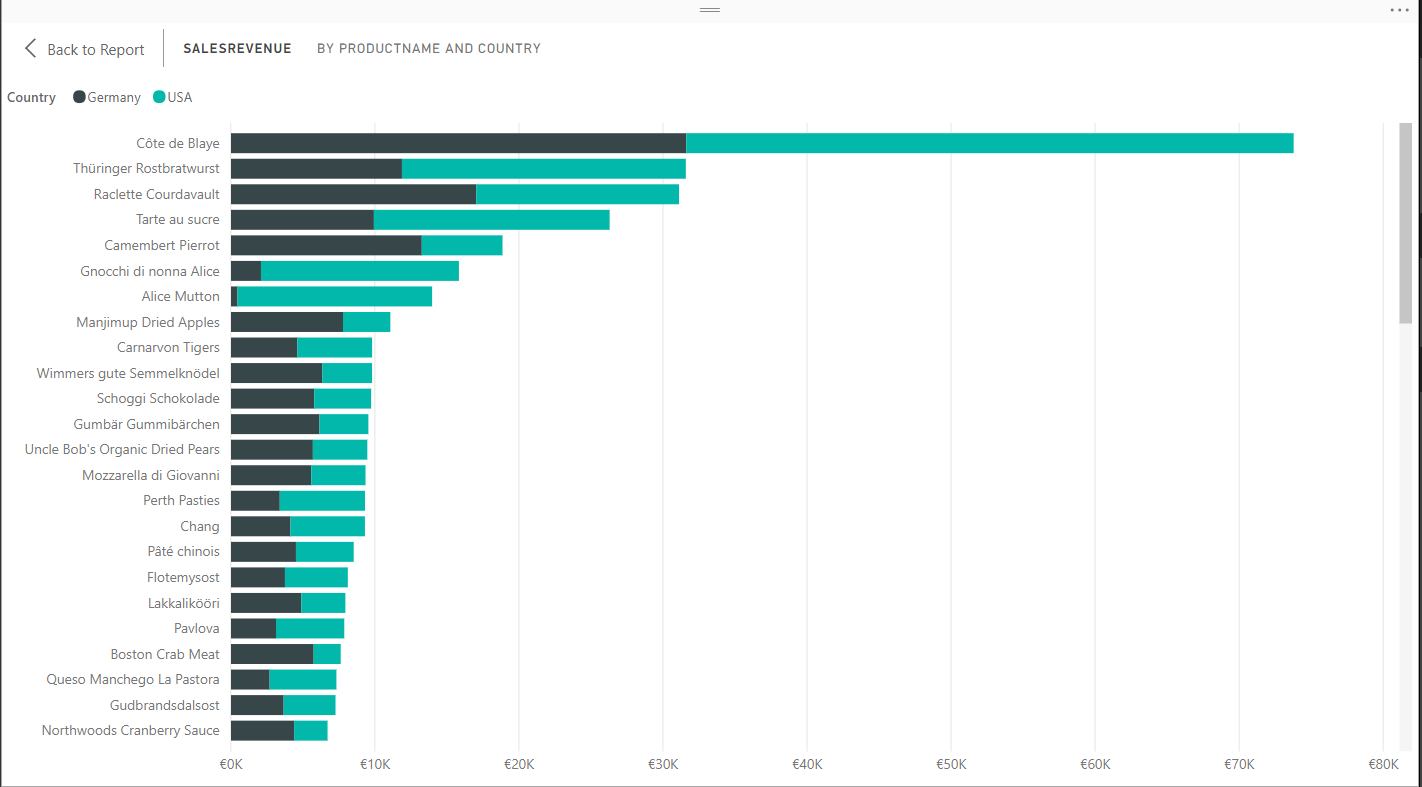 Back to Report SALESREVENUE BY PRODUCTNAME AND COUNTRY
Country Germany USA
Côte de Blaye
Thüringer Rostbratwurst
Raclette Courdavault
Tarte au sucre
Camembert Pierrot
Gnocchi di nonna Alice
Alice Mutton
Manjimup Dried Apples
Carnarvon Tigers
Wimmers gute Semmelknödel
Schoggi Schokolade
Gumbär Gummibärchen
Uncle Bob's Organic Dried Pears
Mozzarella di Giovanni
Perth Pasties
Chang
Pâté chinois
Flotemysost
Lakkalikööri
Pavlova
Boston Crab Meat
Queso Manchego La Pastora
Gudbrandsdalsost
Northwoods Cranberry Sauce
€0K €10K €20K €30K €40K €50K €60K €70K €80K